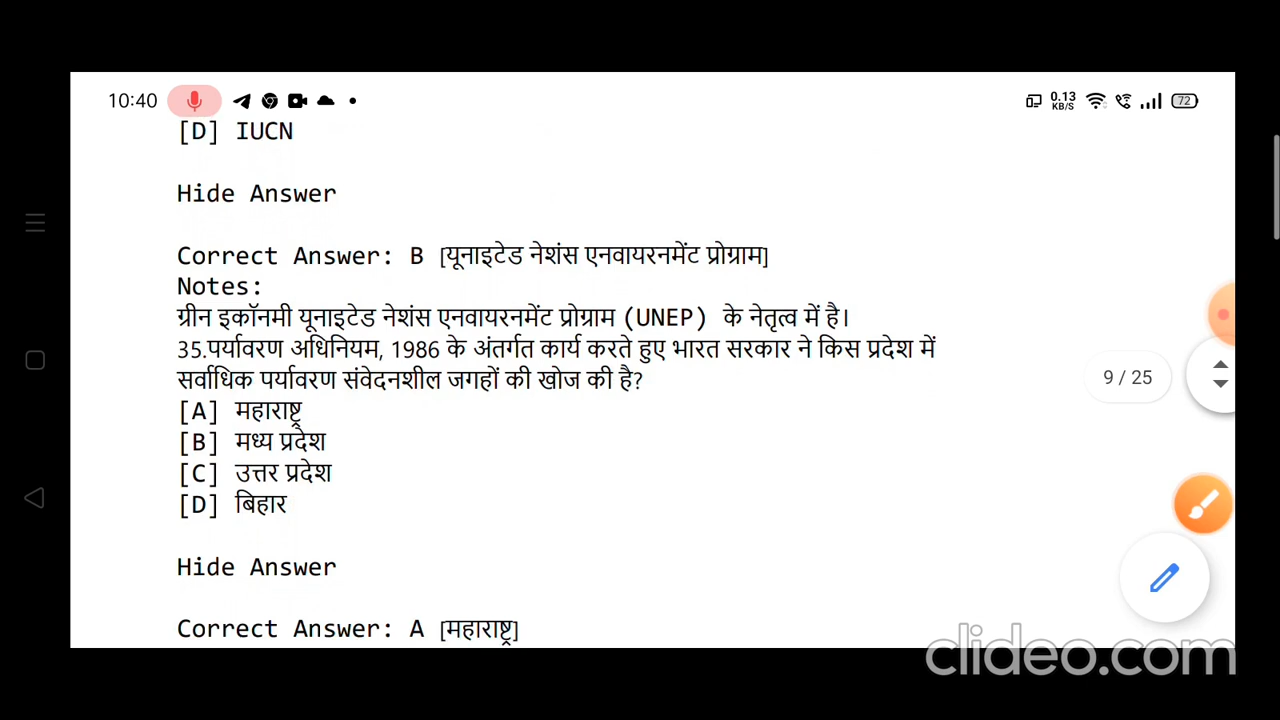 10:40
0.13
KB/S
72
[D] IUCN
Hide Answer
Correct Answer: B [यूनाइटेड नेशंस एनवायरनमेंट प्रोग्राम]
Notes:
ग्रीन इकॉनमी यूनाइटेड नेशंस एनवायरनमेंट प्रोग्राम (UNEP) के नेतृत्व में है।
35.पर्यावरण अधिनियम, 1986 के अंतर्गत कार्य करते हुए भारत सरकार ने किस प्रदेश में
सर्वाधिक पर्यावरण संवेदनशील जगहों की खोज की है?
9 / 25
[A] महाराष्ट्र
[B] मध्य प्रदेश
[C] उत्तर प्रदेश
[D] बिहार
Hide Answer
Correct Answer: A [महाराष्ट्र]
clideo.com